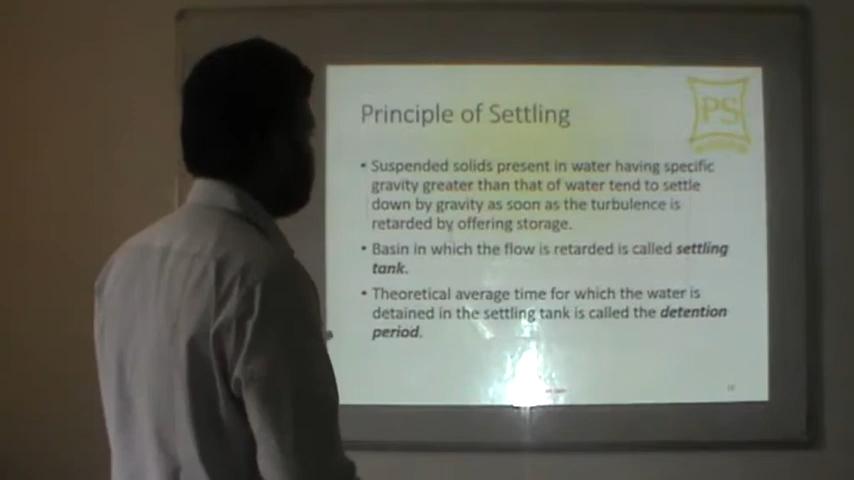 PS
Principle of Settling
• Suspended solids present in water having specific
gravity greater than that of water tend to settle
down by gravity as soon as the turbulence is
retarded by offering storage.
• Basin in which the flow is retarded is called settling
tank.
• Theoretical average time for which the water is
detained in the settling tank is called the detention
period.